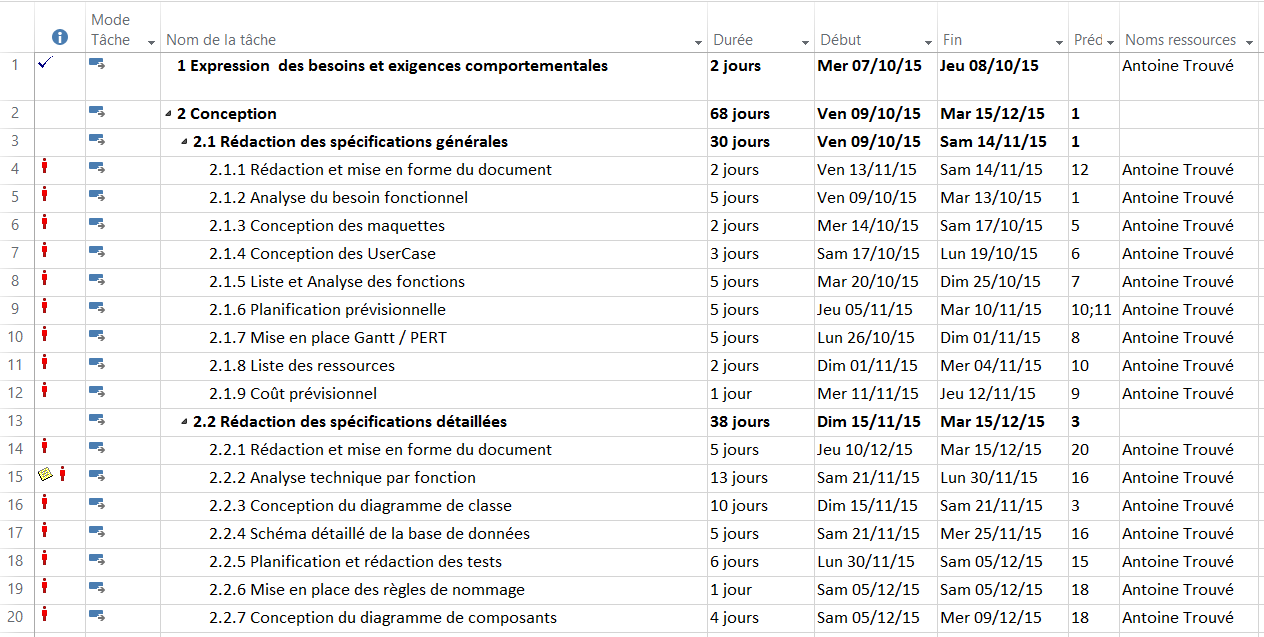 Mode Tâche Nom de la tâche Durée Début Fin Préd Noms ressources
1 1 Expression des besoins et exigences comportementales 2 jours Mer 07/10/15 Jeu 08/10/15 Antoine Trouvé
2 2 Conception 68 jours Ven 09/10/15 Mar 15/12/15 1
3 2.1 Rédaction des spécifications générales 30 jours Ven 09/10/15 Sam 14/11/15 1
4 2.1.1 Rédaction et mise en forme du document 2 jours Ven 13/11/15 Sam 14/11/15 12 Antoine Trouvé
5 2.1.2 Analyse du besoin fonctionnel 5 jours Ven 09/10/15 Mar 13/10/15 1 Antoine Trouvé
6 2.1.3 Conception des maquettes 2 jours Mer 14/10/15 Sam 17/10/15 5 Antoine Trouvé
7 2.1.4 Conception des UserCase 3 jours Sam 17/10/15 Lun 19/10/15 6 Antoine Trouvé
8 2.1.5 Liste et Analyse des fonctions 5 jours Mar 20/10/15 Dim 25/10/15 7 Antoine Trouvé
9 2.1.6 Planification prévisionnelle 5 jours Jeu 05/11/15 Mar 10/11/15 10;11 Antoine Trouvé
10 2.1.7 Mise en place Gantt / PERT 5 jours Lun 26/10/15 Dim 01/11/15 8 Antoine Trouvé
11 2.1.8 Liste des ressources 2 jours Dim 01/11/15 Mer 04/11/15 10 Antoine Trouvé
12 2.1.9 Coût prévisionnel 1 jour Mer 11/11/15 Jeu 12/11/15 9 Antoine Trouvé
13 2.2 Rédaction des spécifications détaillées 38 jours Dim 15/11/15 Mar 15/12/15 3
14 2.2.1 Rédaction et mise en forme du document 5 jours Jeu 10/12/15 Mar 15/12/15 20 Antoine Trouvé
15 2.2.2 Analyse technique par fonction 13 jours Sam 21/11/15 Lun 30/11/15 16 Antoine Trouvé
16 2.2.3 Conception du diagramme de classe 10 jours Dim 15/11/15 Sam 21/11/15 3 Antoine Trouvé
17 2.2.4 Schéma détaillé de la base de données 5 jours Sam 21/11/15 Mer 25/11/15 16 Antoine Trouvé
18 2.2.5 Planification et rédaction des tests 6 jours Lun 30/11/15 Sam 05/12/15 15 Antoine Trouvé
19 2.2.6 Mise en place des règles de nommage 1 jour Sam 05/12/15 Sam 05/12/15 18 Antoine Trouvé
20 2.2.7 Conception du diagramme de composants 4 jours Sam 05/12/15 Mer 09/12/15 18 Antoine Trouvé